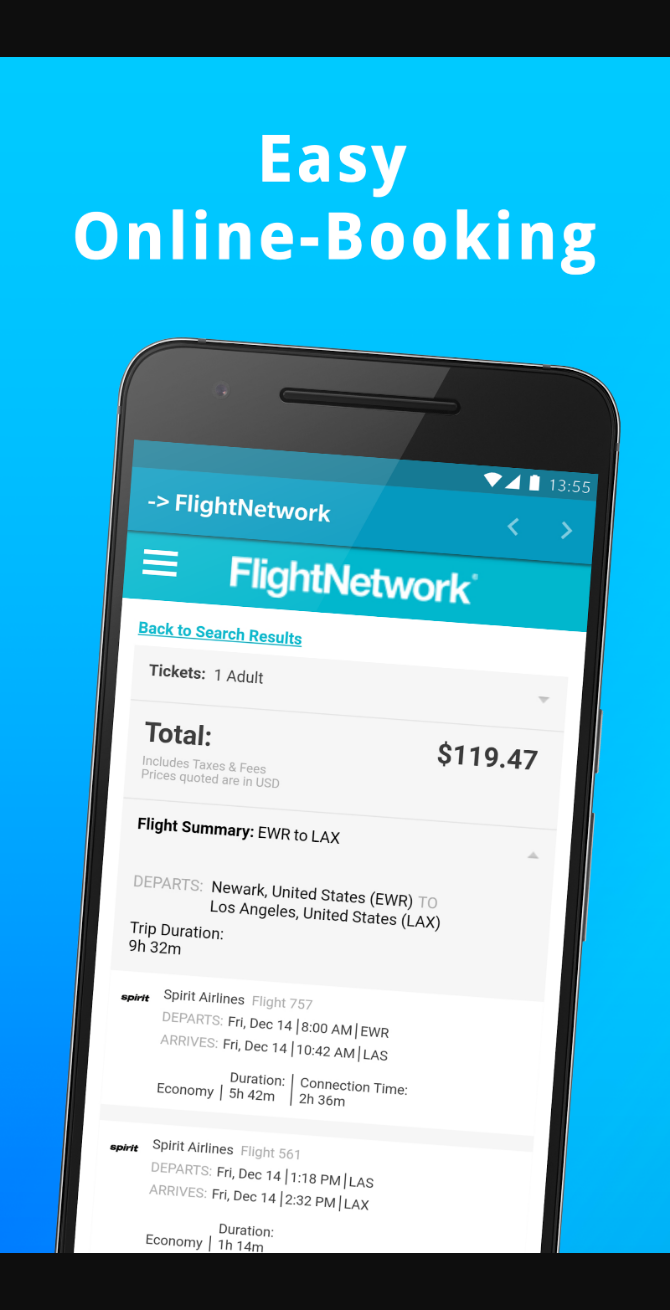 Easy
Online-Booking
13:55
-> FlightNetwork
FlightNetwork®
Back to Search Results
Tickets: 1 Adult
Total:
$119.47
Includes Taxes & Fees
Prices quoted are in USD
Flight Summary: EWR to LAX
DEPARTS: Newark, United States (EWR) TO
Los Angeles, United States (LAX)
Trip Duration:
9h 32m
spirit Spirit Airlines Flight 757
DEPARTS: Fri, Dec 14 | 8:00 AM | EWR
ARRIVES: Fri, Dec 14 | 10:42 AM | LAS
Economy | Duration: | Connection Time:
5h 42m | 2h 36m
spirit Spirit Airlines Flight 561
DEPARTS: Fri, Dec 14 | 1:18 PM | LAS
ARRIVES: Fri, Dec 14 | 2:32 PM | LAX
Economy | Duration:
1h 14m